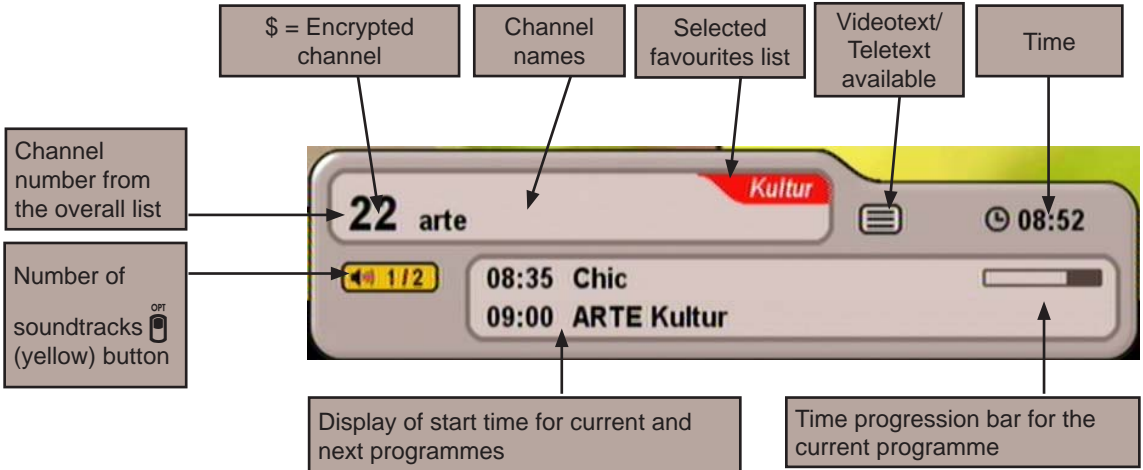 $ = Encrypted
channel
Channel
names
Selected
favourites list
Videotext/
Teletext
available
Time
Channel
number from
the overall list
Kultur
22 arte
08:52
Number of
OPT
soundtracks
(yellow) button
1/2
08:35 Chic
09:00 ARTE Kultur
Display of start time for current and
next programmes
Time progression bar for the
current programme